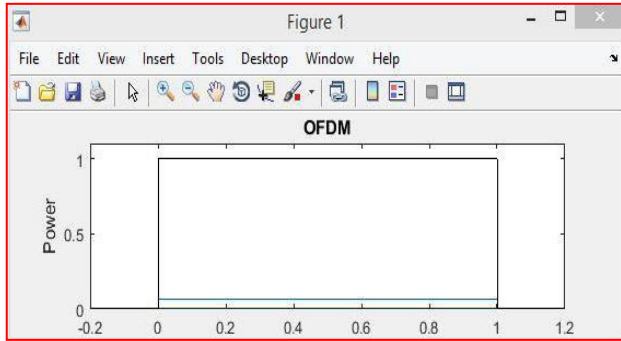 Figure 1
File Edit View Insert Tools Desktop Window Help
OFDM
Power
1
0.5
0
-0.2 0 0.2 0.4 0.6 0.8 1 1.2